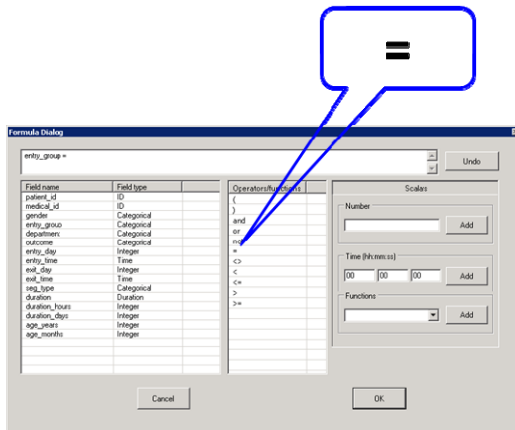 =
Formula Dialog
entry_group =
Undo
Field name Field type
patient_id ID
medical_id ID
gender Categorical
entry_group Categorical
department Categorical
outcome Categorical
entry_day Integer
entry_time Time
exit_day Integer
exit_time Time
seg_type Categorical
duration Duration
duration_hours Integer
duration_days Integer
age_years Integer
age_months Integer
Operators/functions
(
)
and
or
=
<>
<
<=
>
>=
Scalars
Number
Add
Time (hh:mm:ss)
00 00 00 Add
Functions
Add
Cancel OK